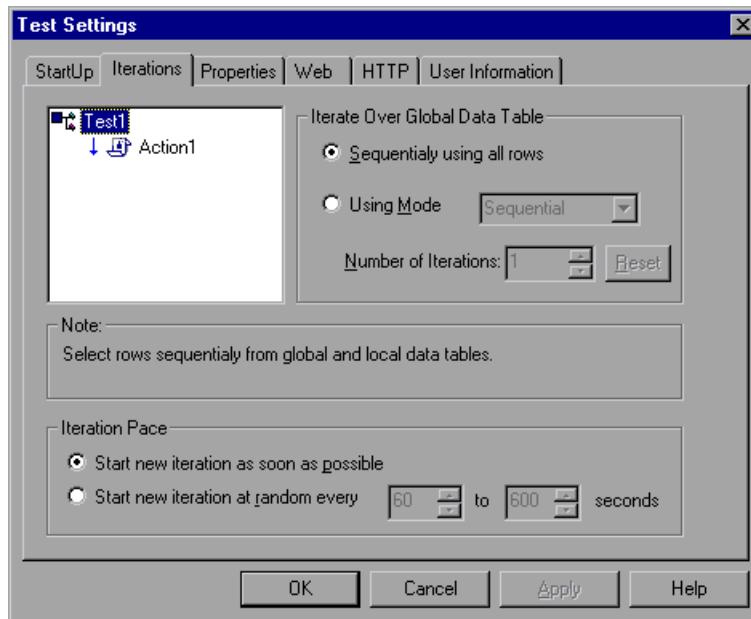 Test Settings
StartUp Iterations Properties Web HTTP User Information
Test1
Action1
Iterate Over Global Data Table
Sequentialy using all rows
Using Mode Sequential
Number of Iterations: 1 Reset
Note:
Select rows sequentialy from global and local data tables.
Iteration Pace
Start new iteration as soon as possible
Start new iteration at random every 60 to 600 seconds
OK Cancel Apply Help